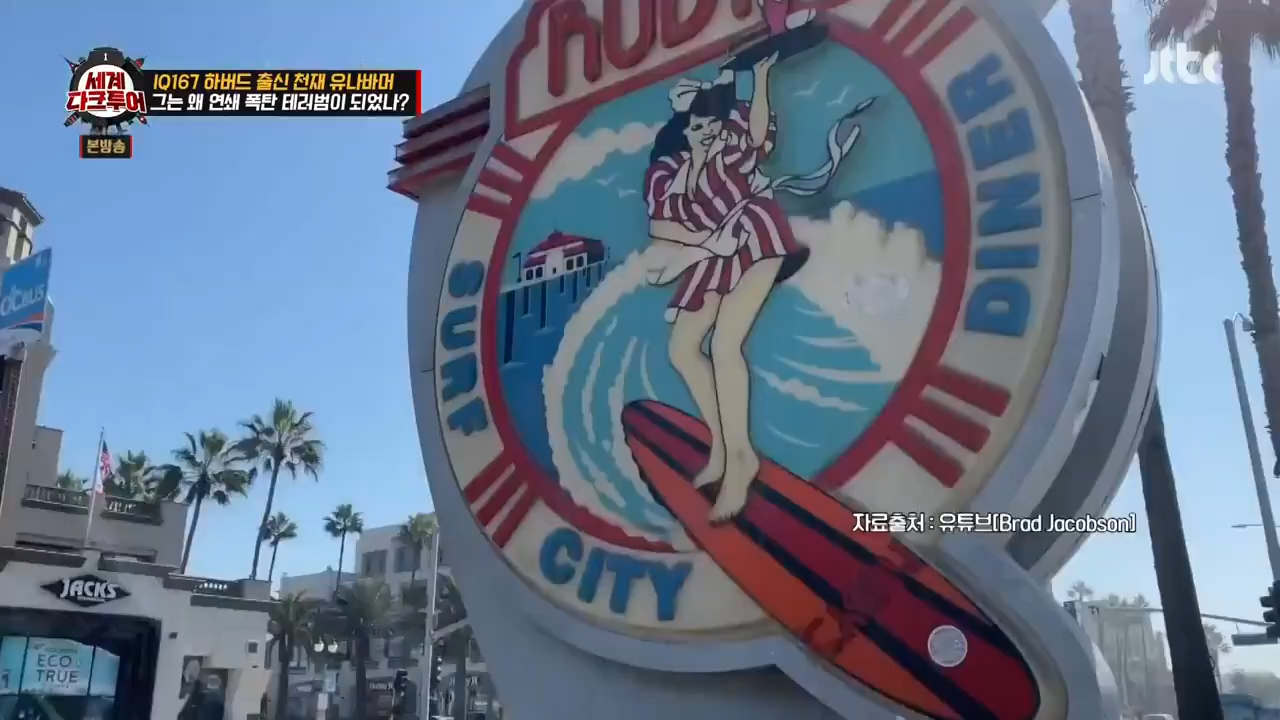 세계
다크투어
본방송
IQ167 하버드 출신 천재 유나바머
그는 왜 연쇄 폭탄 테러범이 되었나?
jtbc
SURF
CITY
DINER
JACK'S
ECO
TRUE
자료출처 : 유튜브[Brad Jacobson]